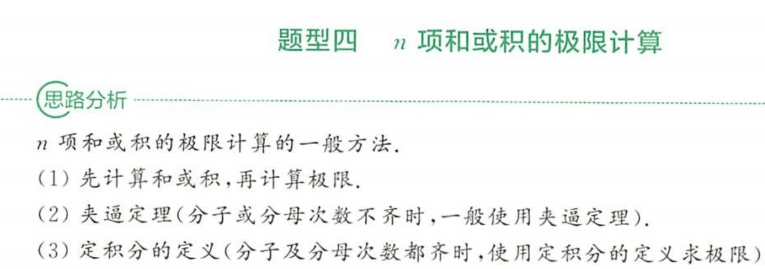 题型四 n 项和或积的极限计算
思路分析
n 项和或积的极限计算的一般方法.
(1) 先计算和或积,再计算极限.
(2) 夹逼定理(分子或分母次数不齐时,一般使用夹逼定理).
(3) 定积分的定义(分子及分母次数都齐时,使用定积分的定义求极限)